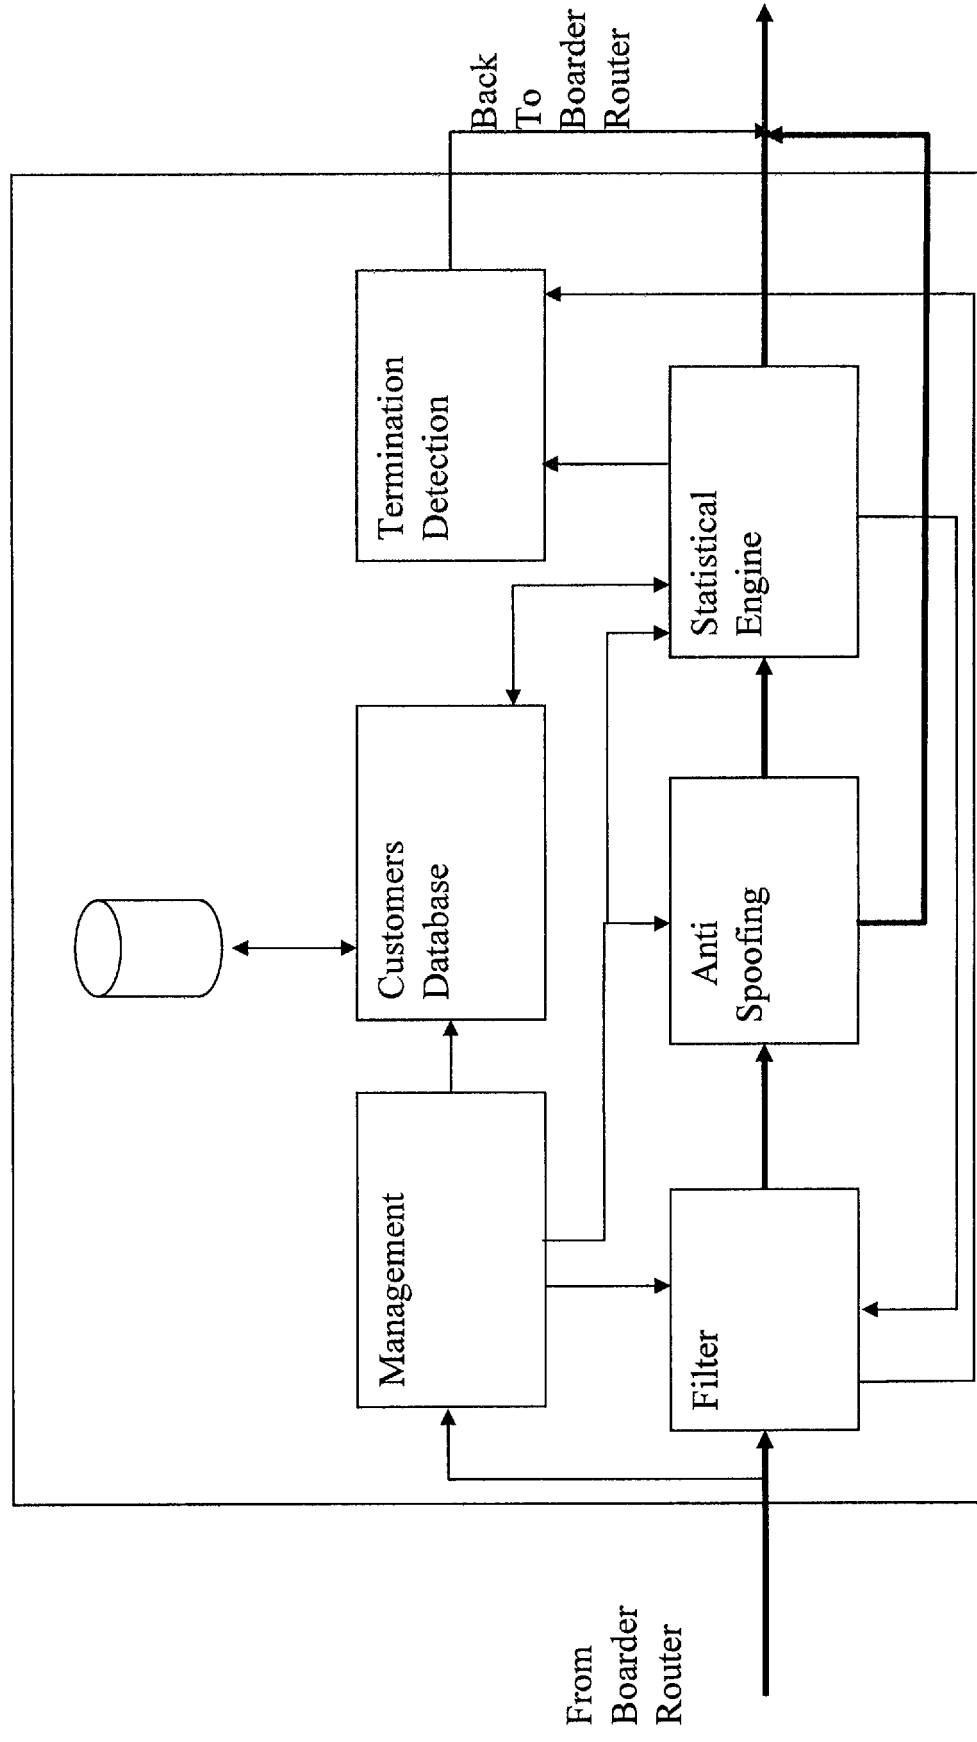 From
Boarder
Router
Management
Customers
Database
Termination
Detection
Back
To
Boarder
Router
Filter
Anti
Spoofing
Statistical
Engine